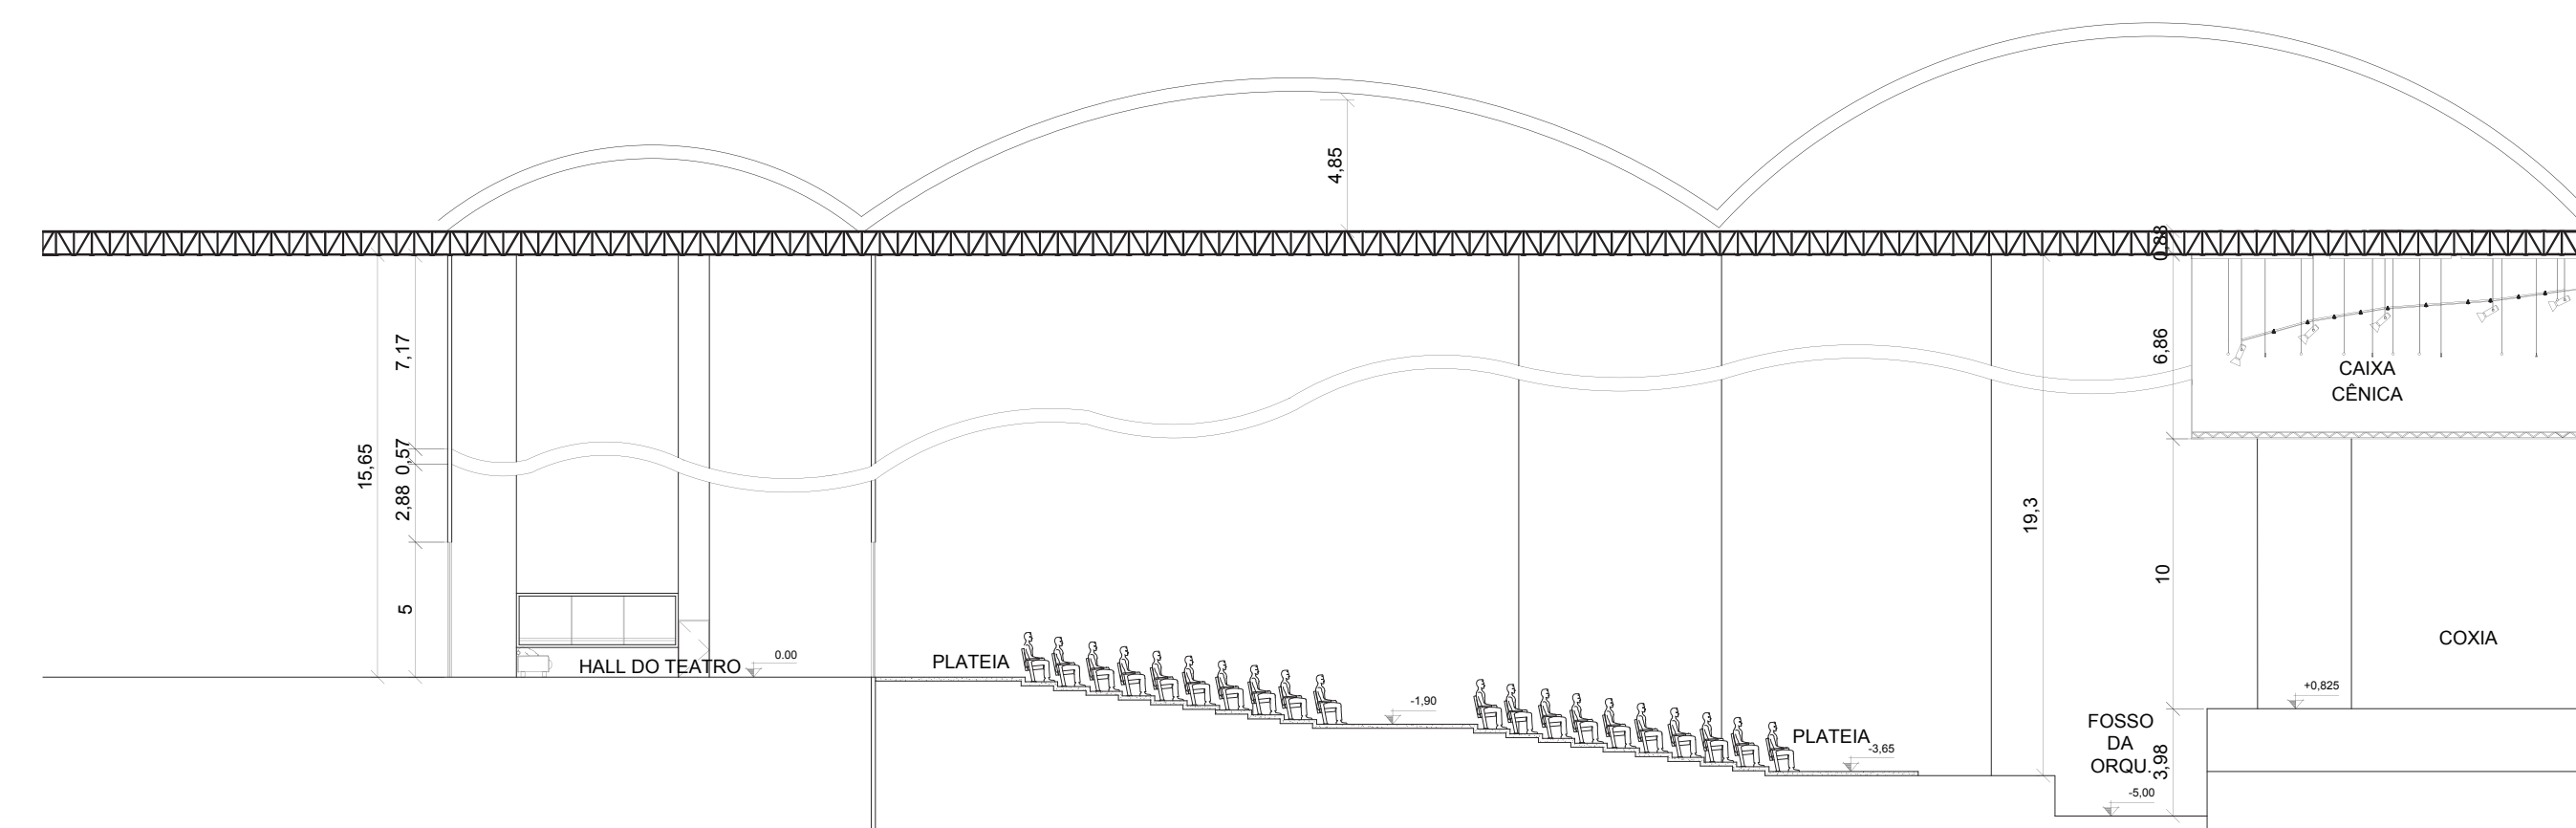 4,85
0,88
7,17
6,86
CAIXA
CÊNICA
15,65
0,57
2,88
19,3
10
5
COXIA
HALL DO TEATRO
0.00
PLATEIA
+0,825
-1,90
FOSSO
DA
ORQU.
PLATEIA
-3,65
3,98
-5,00